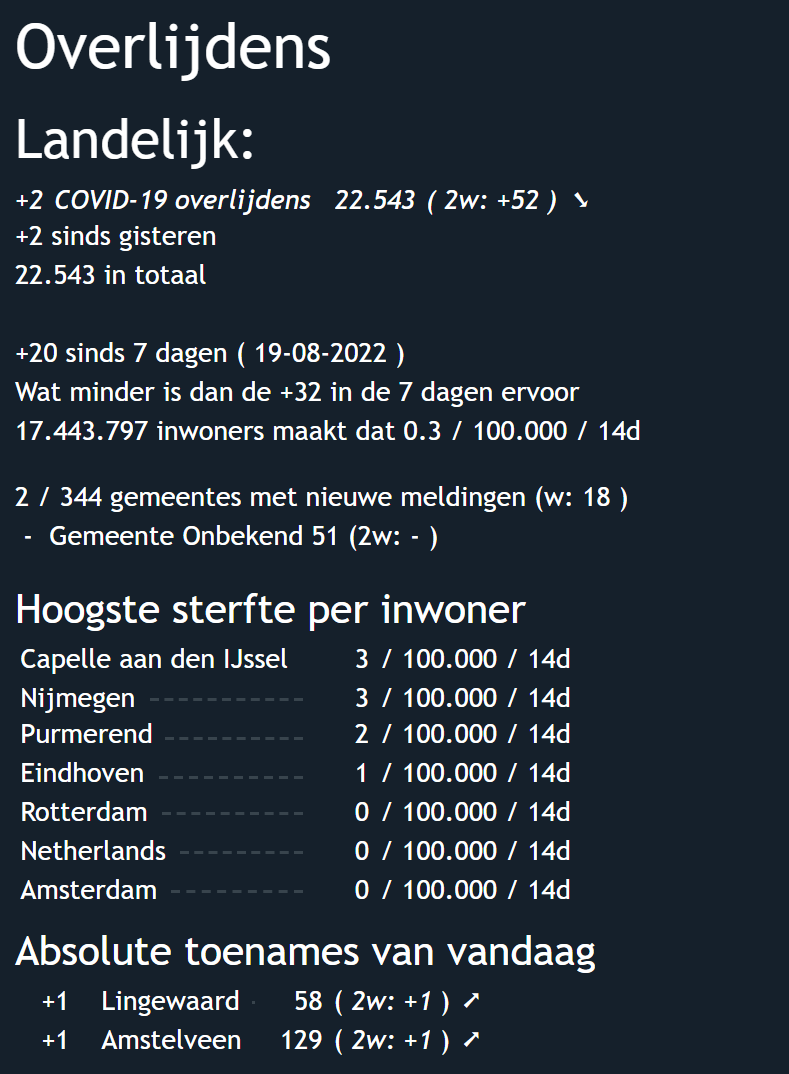 Overlijdens
Landelijk:
+2 COVID-19 overlijdens 22.543 ( 2w: +52 ) ➘
+2 sinds gisteren
22.543 in totaal
+20 sinds 7 dagen ( 19-08-2022 )
Wat minder is dan de +32 in de 7 dagen ervoor
17.443.797 inwoners maakt dat 0.3 / 100.000 / 14d
2 / 344 gemeentes met nieuwe meldingen (w: 18 )
- Gemeente Onbekend 51 (2w: - )
Hoogste sterfte per inwoner
Capelle aan den IJssel 3 / 100.000 / 14d
Nijmegen ----------- 3 / 100.000 / 14d
Purmerend ---------- 2 / 100.000 / 14d
Eindhoven ---------- 1 / 100.000 / 14d
Rotterdam ---------- 0 / 100.000 / 14d
Netherlands --------- 0 / 100.000 / 14d
Amsterdam --------- 0 / 100.000 / 14d
Absolute toenames van vandaag
+1 Lingewaard · 58 ( 2w: +1 ) ➚
+1 Amstelveen 129 ( 2w: +1 ) ➚